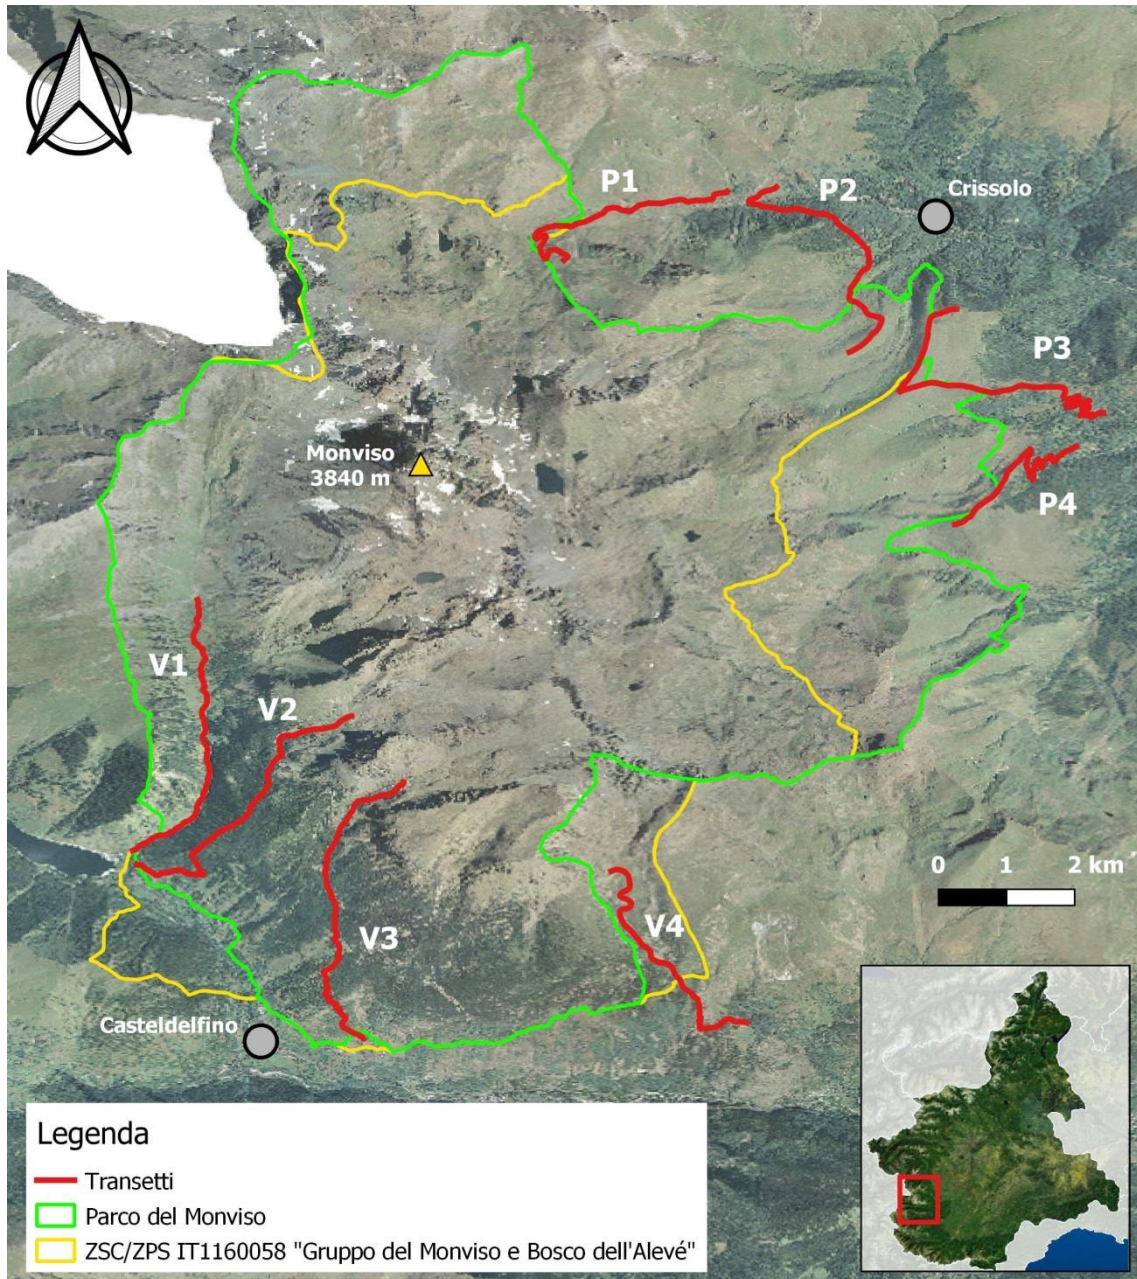 P1
P2
Crissolo
P3
Monviso
3840 m
P4
V1
V2
0 1 2 km
V3
V4
Casteldelfino
Legenda
Transetti
Parco del Monviso
ZSC/ZPS IT1160058 "Gruppo del Monviso e Bosco dell'Alevé"